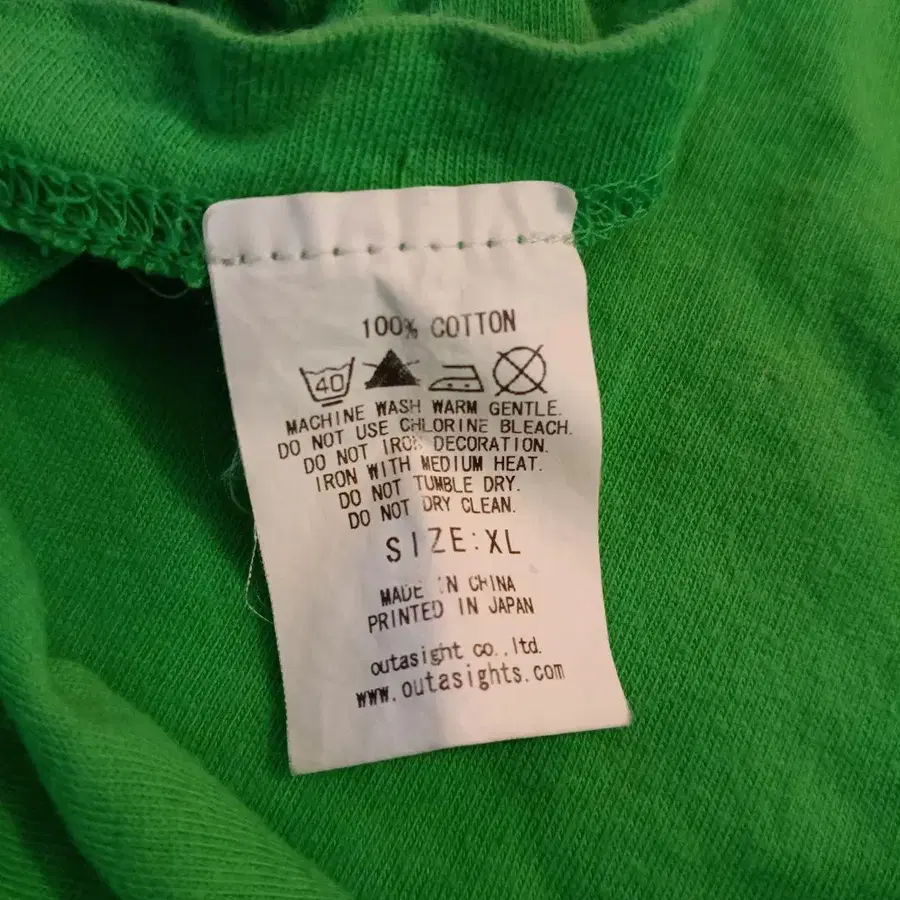 100% COTTON
40
MACHINE WASH WARM GENTLE.
DO NOT USE CHLORINE BLEACH.
DO NOT IRON DECORATION.
IRON WITH MEDIUM HEAT.
DO NOT TUMBLE DRY.
DO NOT DRY CLEAN.
SIZE:XL
MADE IN CHINA
PRINTED IN JAPAN
outasight co.,ltd.
www.outasights.com